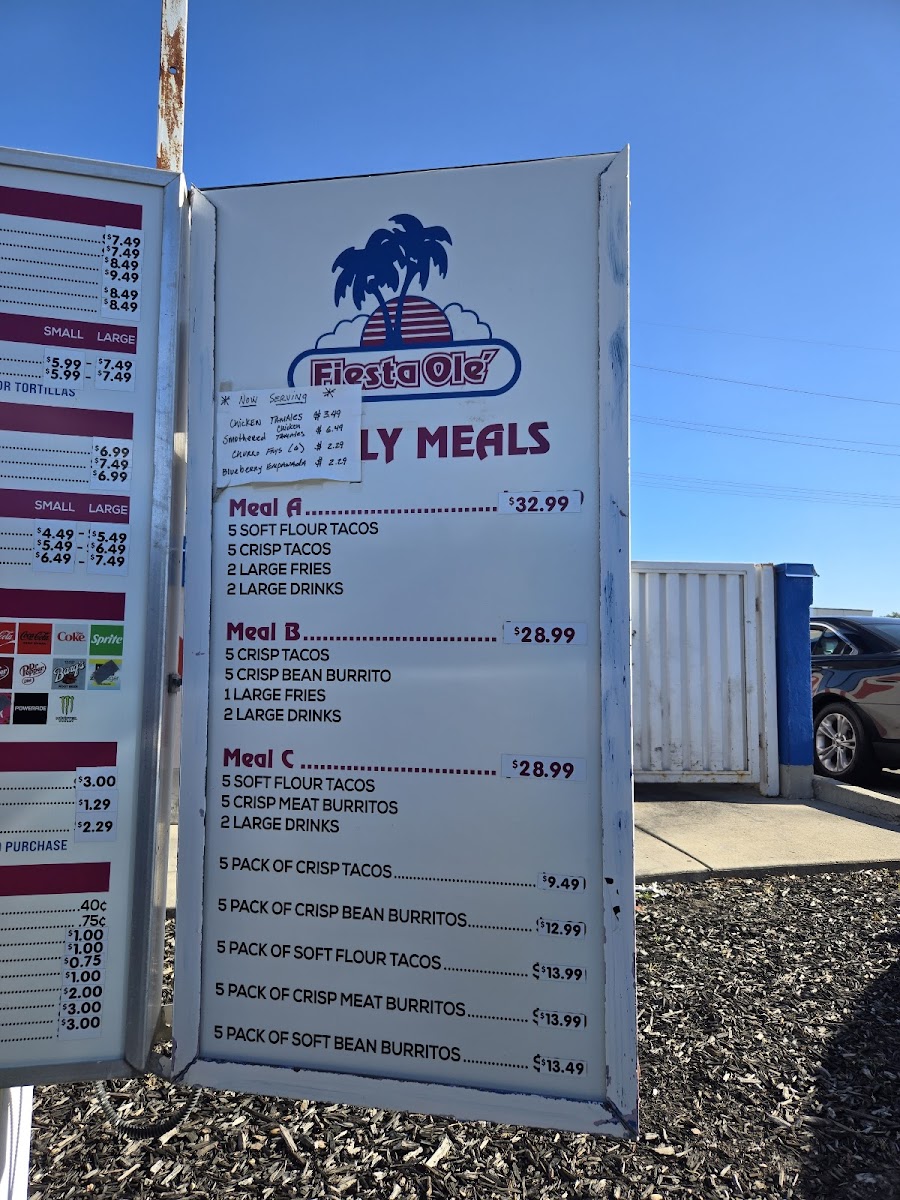 $7.49
$7.49
$8.49
$9.49
$8.49
$8.49
SMALL LARGE
$5.99 - $7.49
$5.99 $7.49
OR TORTILLAS
$6.99
$7.49
$6.99
SMALL LARGE
$4.49 - $5.49
$5.49 $6.49
$6.49 - $7.49
Coke Sprite
Dr Pepper Barq's
POWERADE
$3.00
$1.29
$2.29
PURCHASE
.40¢
.75¢
$1.00
$1.00
$0.75
$1.00
$2.00
$3.00
$3.00
Fiesta Olé
* NOW SERVING *
CHICKEN TAMALES $3.49
Smothered Chicken Tamales $6.49
CHURRO FRYS (6) $2.29
Blueberry EMPANADA $2.29
LY MEALS
Meal A $32.99
5 SOFT FLOUR TACOS
5 CRISP TACOS
2 LARGE FRIES
2 LARGE DRINKS
Meal B $28.99
5 CRISP TACOS
5 CRISP BEAN BURRITO
1 LARGE FRIES
2 LARGE DRINKS
Meal C $28.99
5 SOFT FLOUR TACOS
5 CRISP MEAT BURRITOS
2 LARGE DRINKS
5 PACK OF CRISP TACOS $9.49
5 PACK OF CRISP BEAN BURRITOS $12.99
5 PACK OF SOFT FLOUR TACOS $13.99
5 PACK OF CRISP MEAT BURRITOS $13.99
5 PACK OF SOFT BEAN BURRITOS $13.49